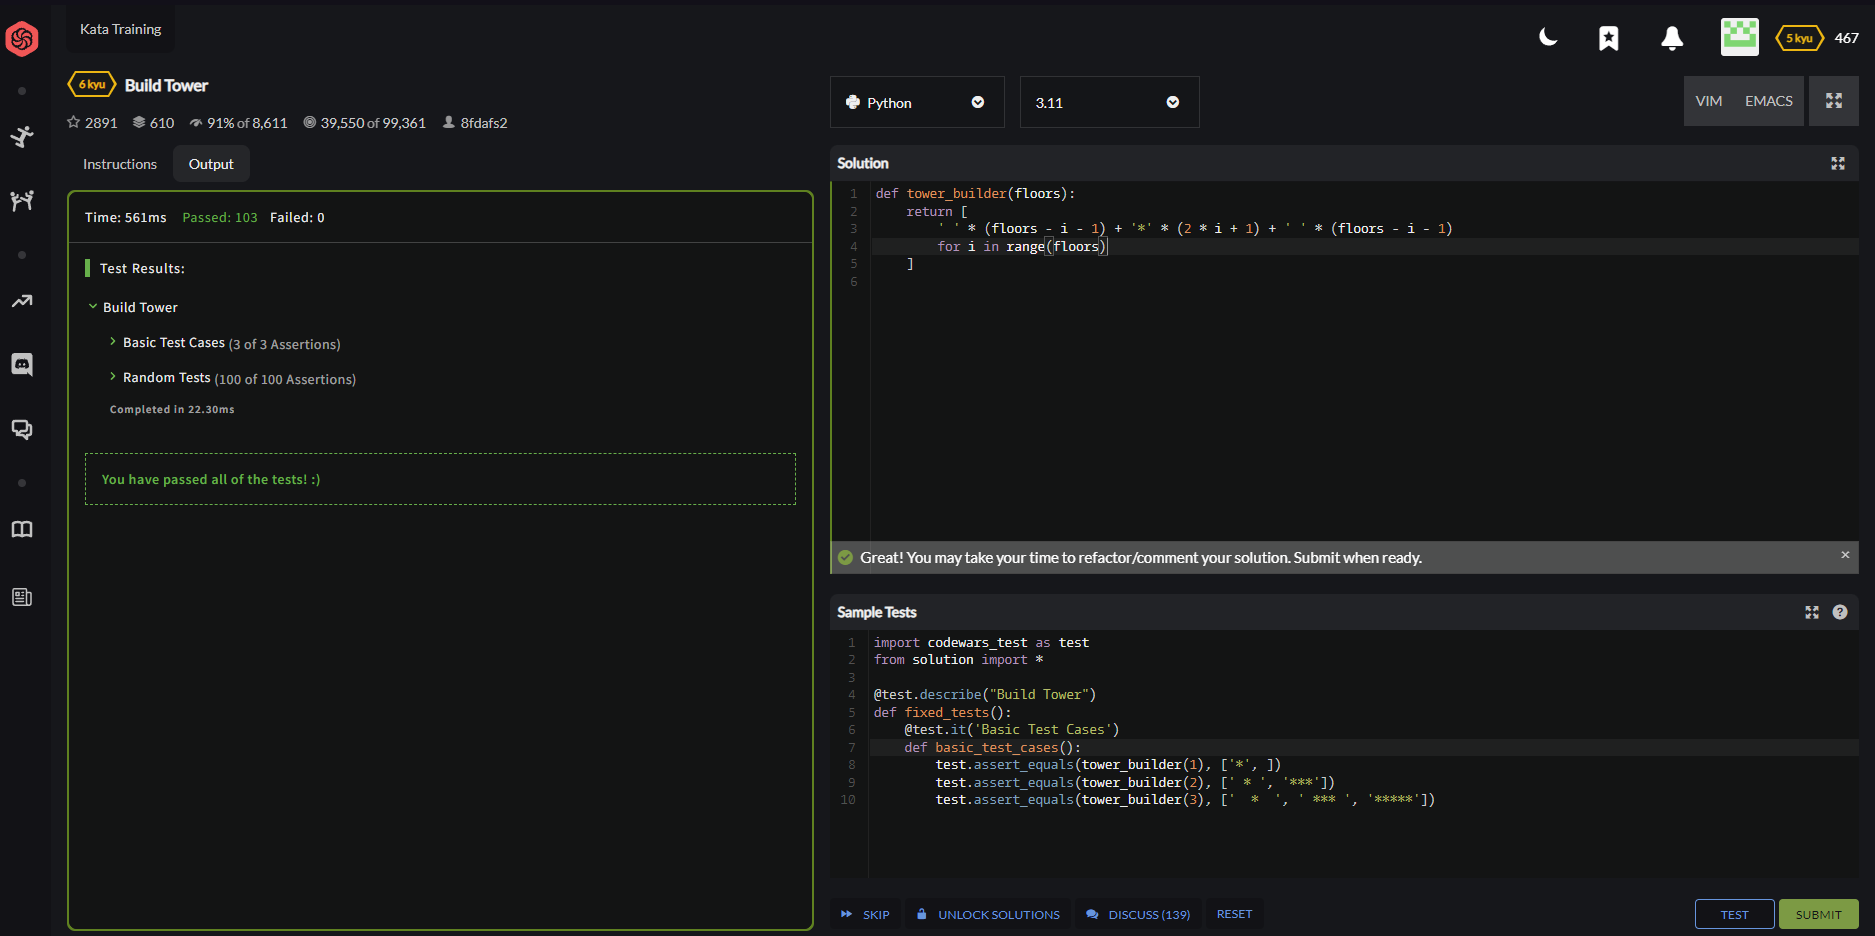 Kata Training
5 kyu 467
6 kyu Build Tower
2891 610 91% of 8,611 39,550 of 99,361 8fdafs2
Instructions Output
Time: 561ms Passed: 103 Failed: 0
Test Results:
Build Tower
Basic Test Cases (3 of 3 Assertions)
Random Tests (100 of 100 Assertions)
Completed in 22.30ms
You have passed all of the tests! :)
Python 3.11 VIM EMACS
Solution
1 def tower_builder(floors):
2     return [
3         ' ' * (floors - i - 1) + '*' * (2 * i + 1) + ' ' * (floors - i - 1)
4         for i in range(floors)
5     ]
6
Great! You may take your time to refactor/comment your solution. Submit when ready. ×
Sample Tests ?
1 import codewars_test as test
2 from solution import *
3
4 @test.describe("Build Tower")
5 def fixed_tests():
6     @test.it('Basic Test Cases')
7     def basic_test_cases():
8         test.assert_equals(tower_builder(1), ['*', ])
9         test.assert_equals(tower_builder(2), [' * ', '***'])
10         test.assert_equals(tower_builder(3), ['  *  ', ' *** ', '*****'])
SKIP UNLOCK SOLUTIONS DISCUSS (139) RESET TEST SUBMIT